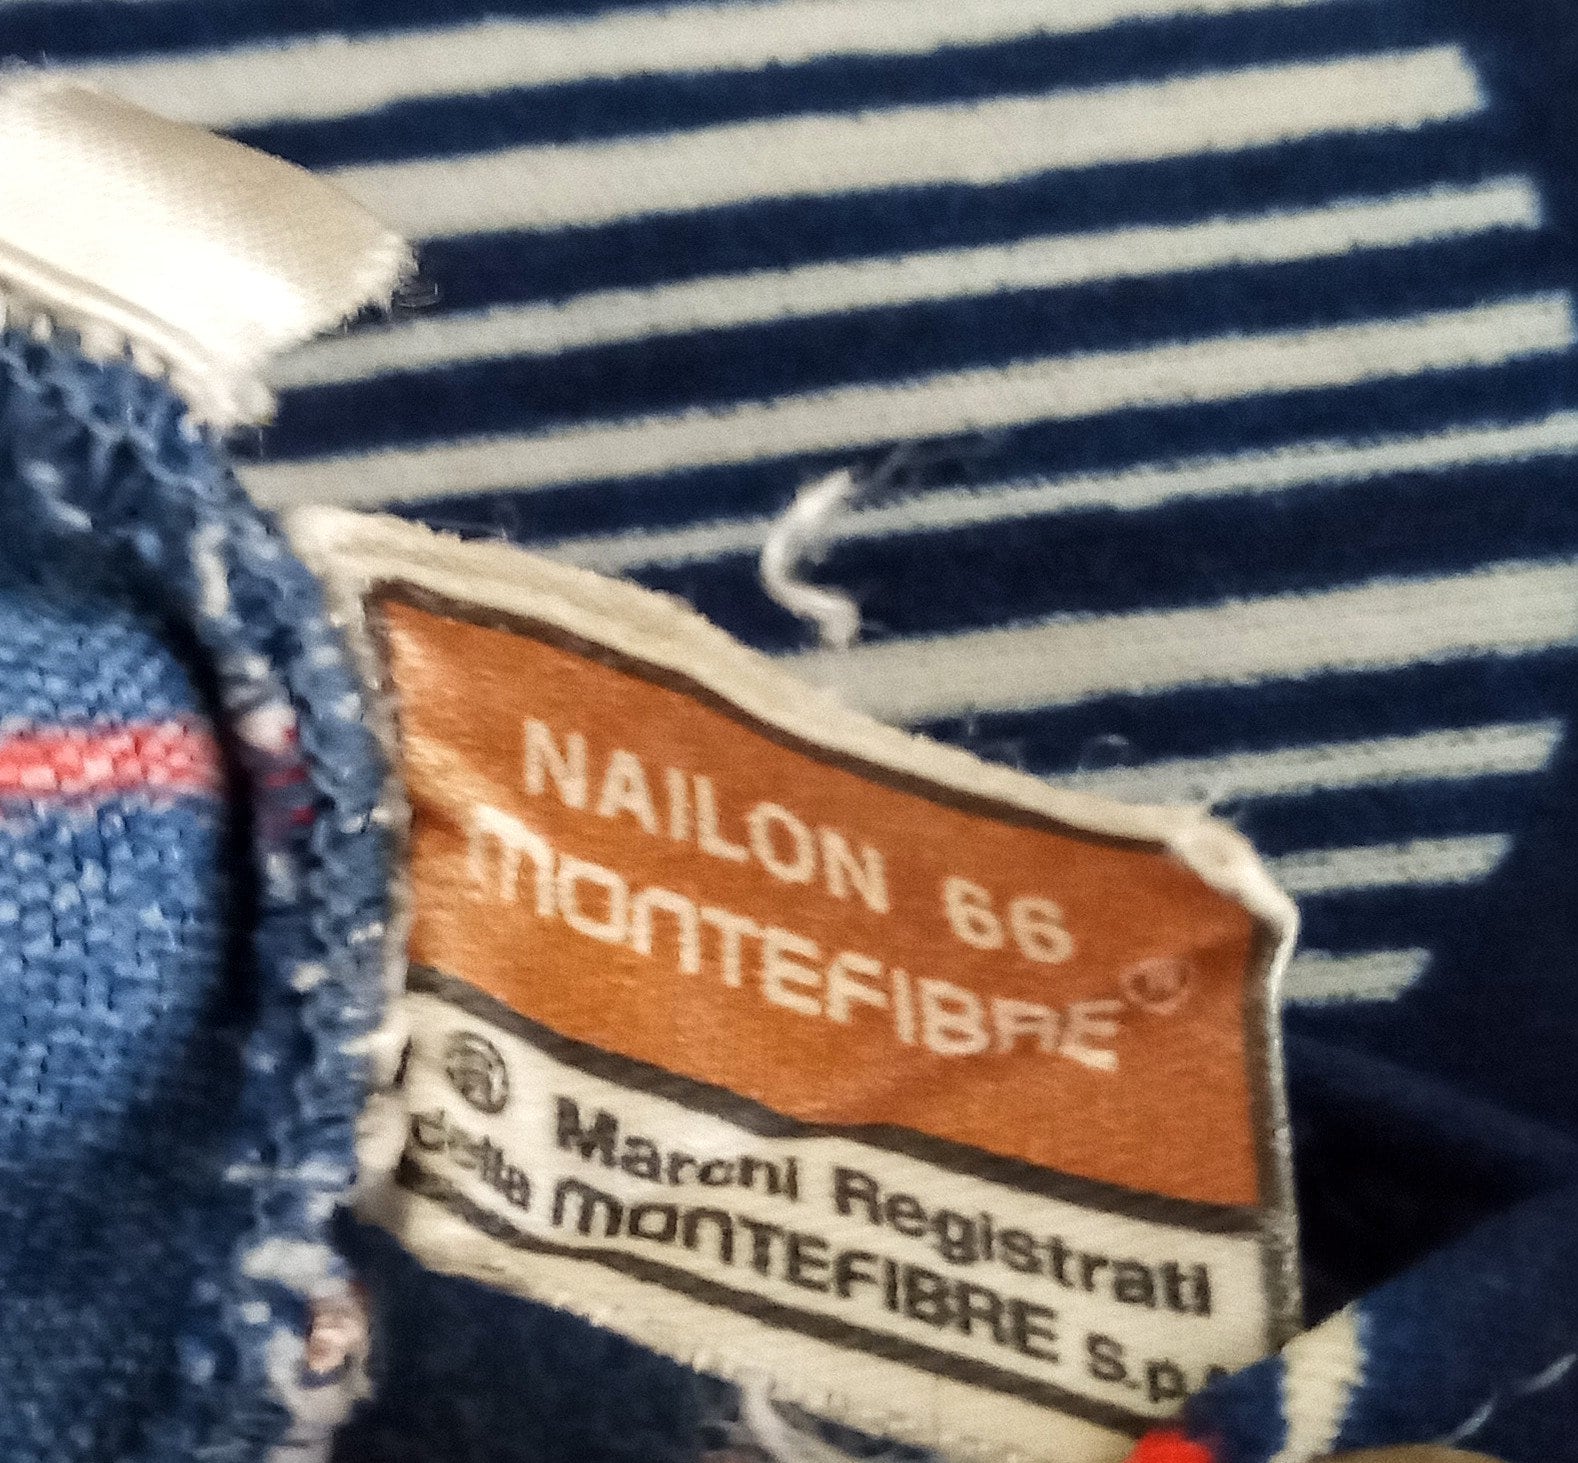 NAILON 66
MONTEFIBRE®
Marchi Registrati
della MONTEFIBRE S.p.